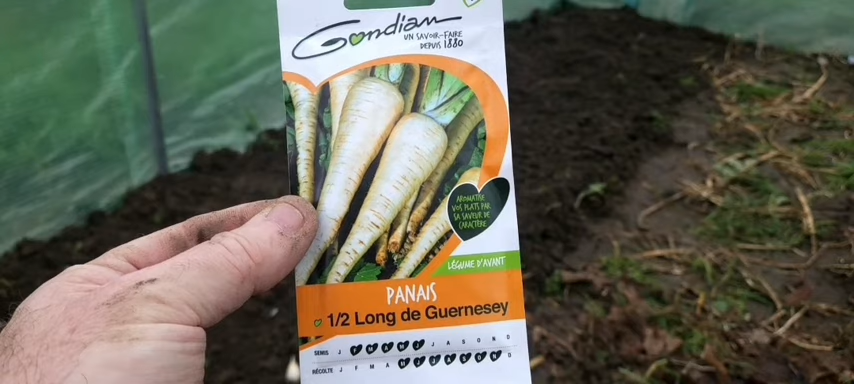 Gondian
UN SAVOIR-FAIRE
DEPUIS 1880
AROMATISE
VOS PLATS PAR
SA SAVEUR DE
CARACTÈRE
LÉGUME D'AVANT
PANAIS
1/2 Long de Guernesey
SEMIS J F M A M J J A S O N D
RÉCOLTE J F M A M J J A S O N D